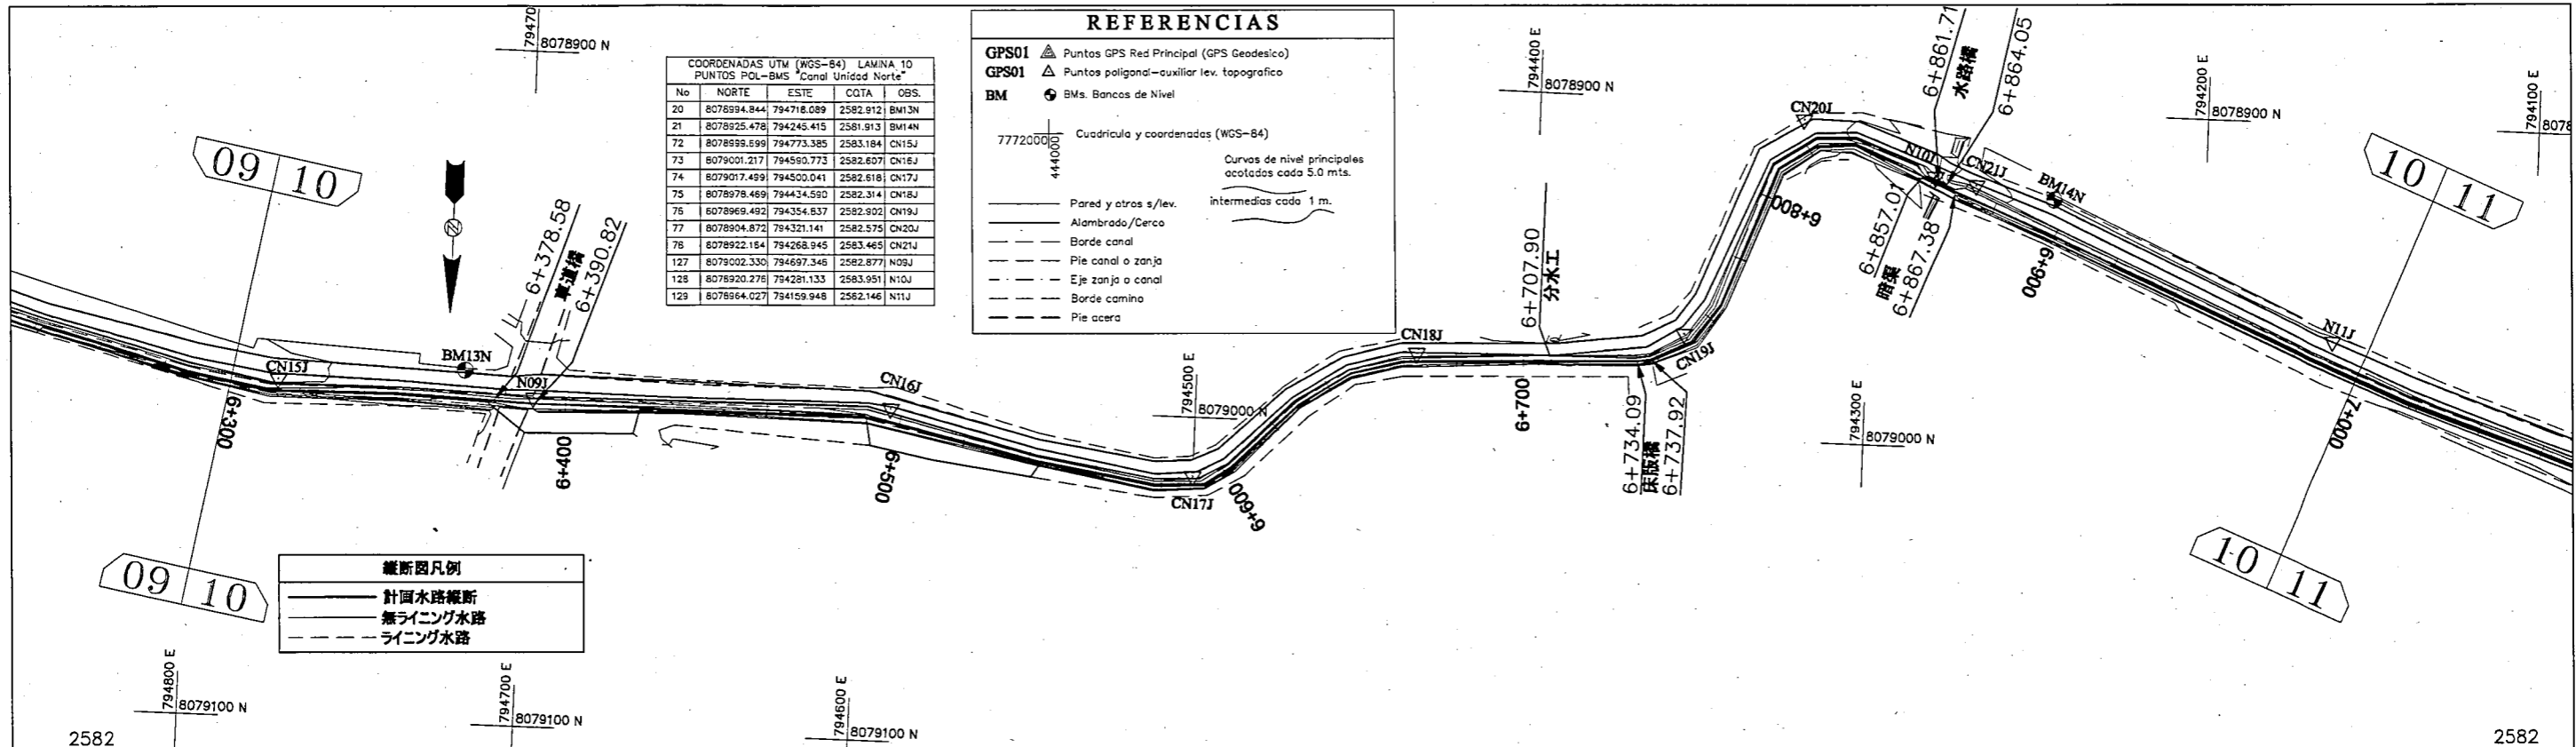 REFERENCIAS
GPS01 Puntos GPS Red Principal (GPS Geodesico)
GPS01 Puntos poligonal-auxiliar lev. topografico
BM BMs. Bancos de Nivel
7772000
444000
Cuadrícula y coordenadas (WGS-84)
Curvas de nivel principales
acotadas cada 5.0 mts.
intermedias cada 1 m.
Pared y otros s/lev.
Alambrado/Cerco
Borde canal
Pie canal o zanja
Eje zanja o canal
Borde camino
Pie acera
COORDENADAS UTM (WGS-84) LAMINA 10
PUNTOS POL-BMS "Canal Unidad Norte"
No NORTE ESTE COTA OBS.
20 8078994.844 794718.089 2582.912 BM13N
21 8078925.478 794245.415 2581.913 BM14N
72 8078999.599 794773.385 2583.184 CN15J
73 8079001.217 794590.773 2582.607 CN16J
74 8079017.499 794500.041 2582.618 CN17J
75 8078978.469 794434.590 2582.314 CN18J
76 8078969.492 794354.837 2582.902 CN19J
77 8078904.872 794321.141 2582.575 CN20J
78 8078922.164 794268.945 2583.465 CN21J
127 8079002.330 794697.346 2582.877 N09J
128 8078920.276 794281.133 2583.951 N10J
129 8078964.027 794159.948 2582.146 N11J
79470
8078900 N
794400 E
8078900 N
794200 E
8078900 N
794100 E
8078
09 10
10 11
6+378.58
車道橋
6+390.82
6+861.71
水路橋
6+864.05
CN20J
N10J
CN21J
BM14N
6+857.01
暗渠
6+867.38
6+800
6+900
6+707.90
分水工
CN15J
BM13N
N09J
CN16J
CN17J
CN18J
CN19J
N11J
794500 E
8079000 N
794300 E
8079000 N
6+300
6+400
6+500
6+600
6+700
7+000
6+734.09
床版橋
6+737.92
09 10
10 11
縦断図凡例
計画水路縦断
無ライニング水路
ライニング水路
794800 E
8079100 N
794700 E
8079100 N
794600 E
8079100 N
2582
2582